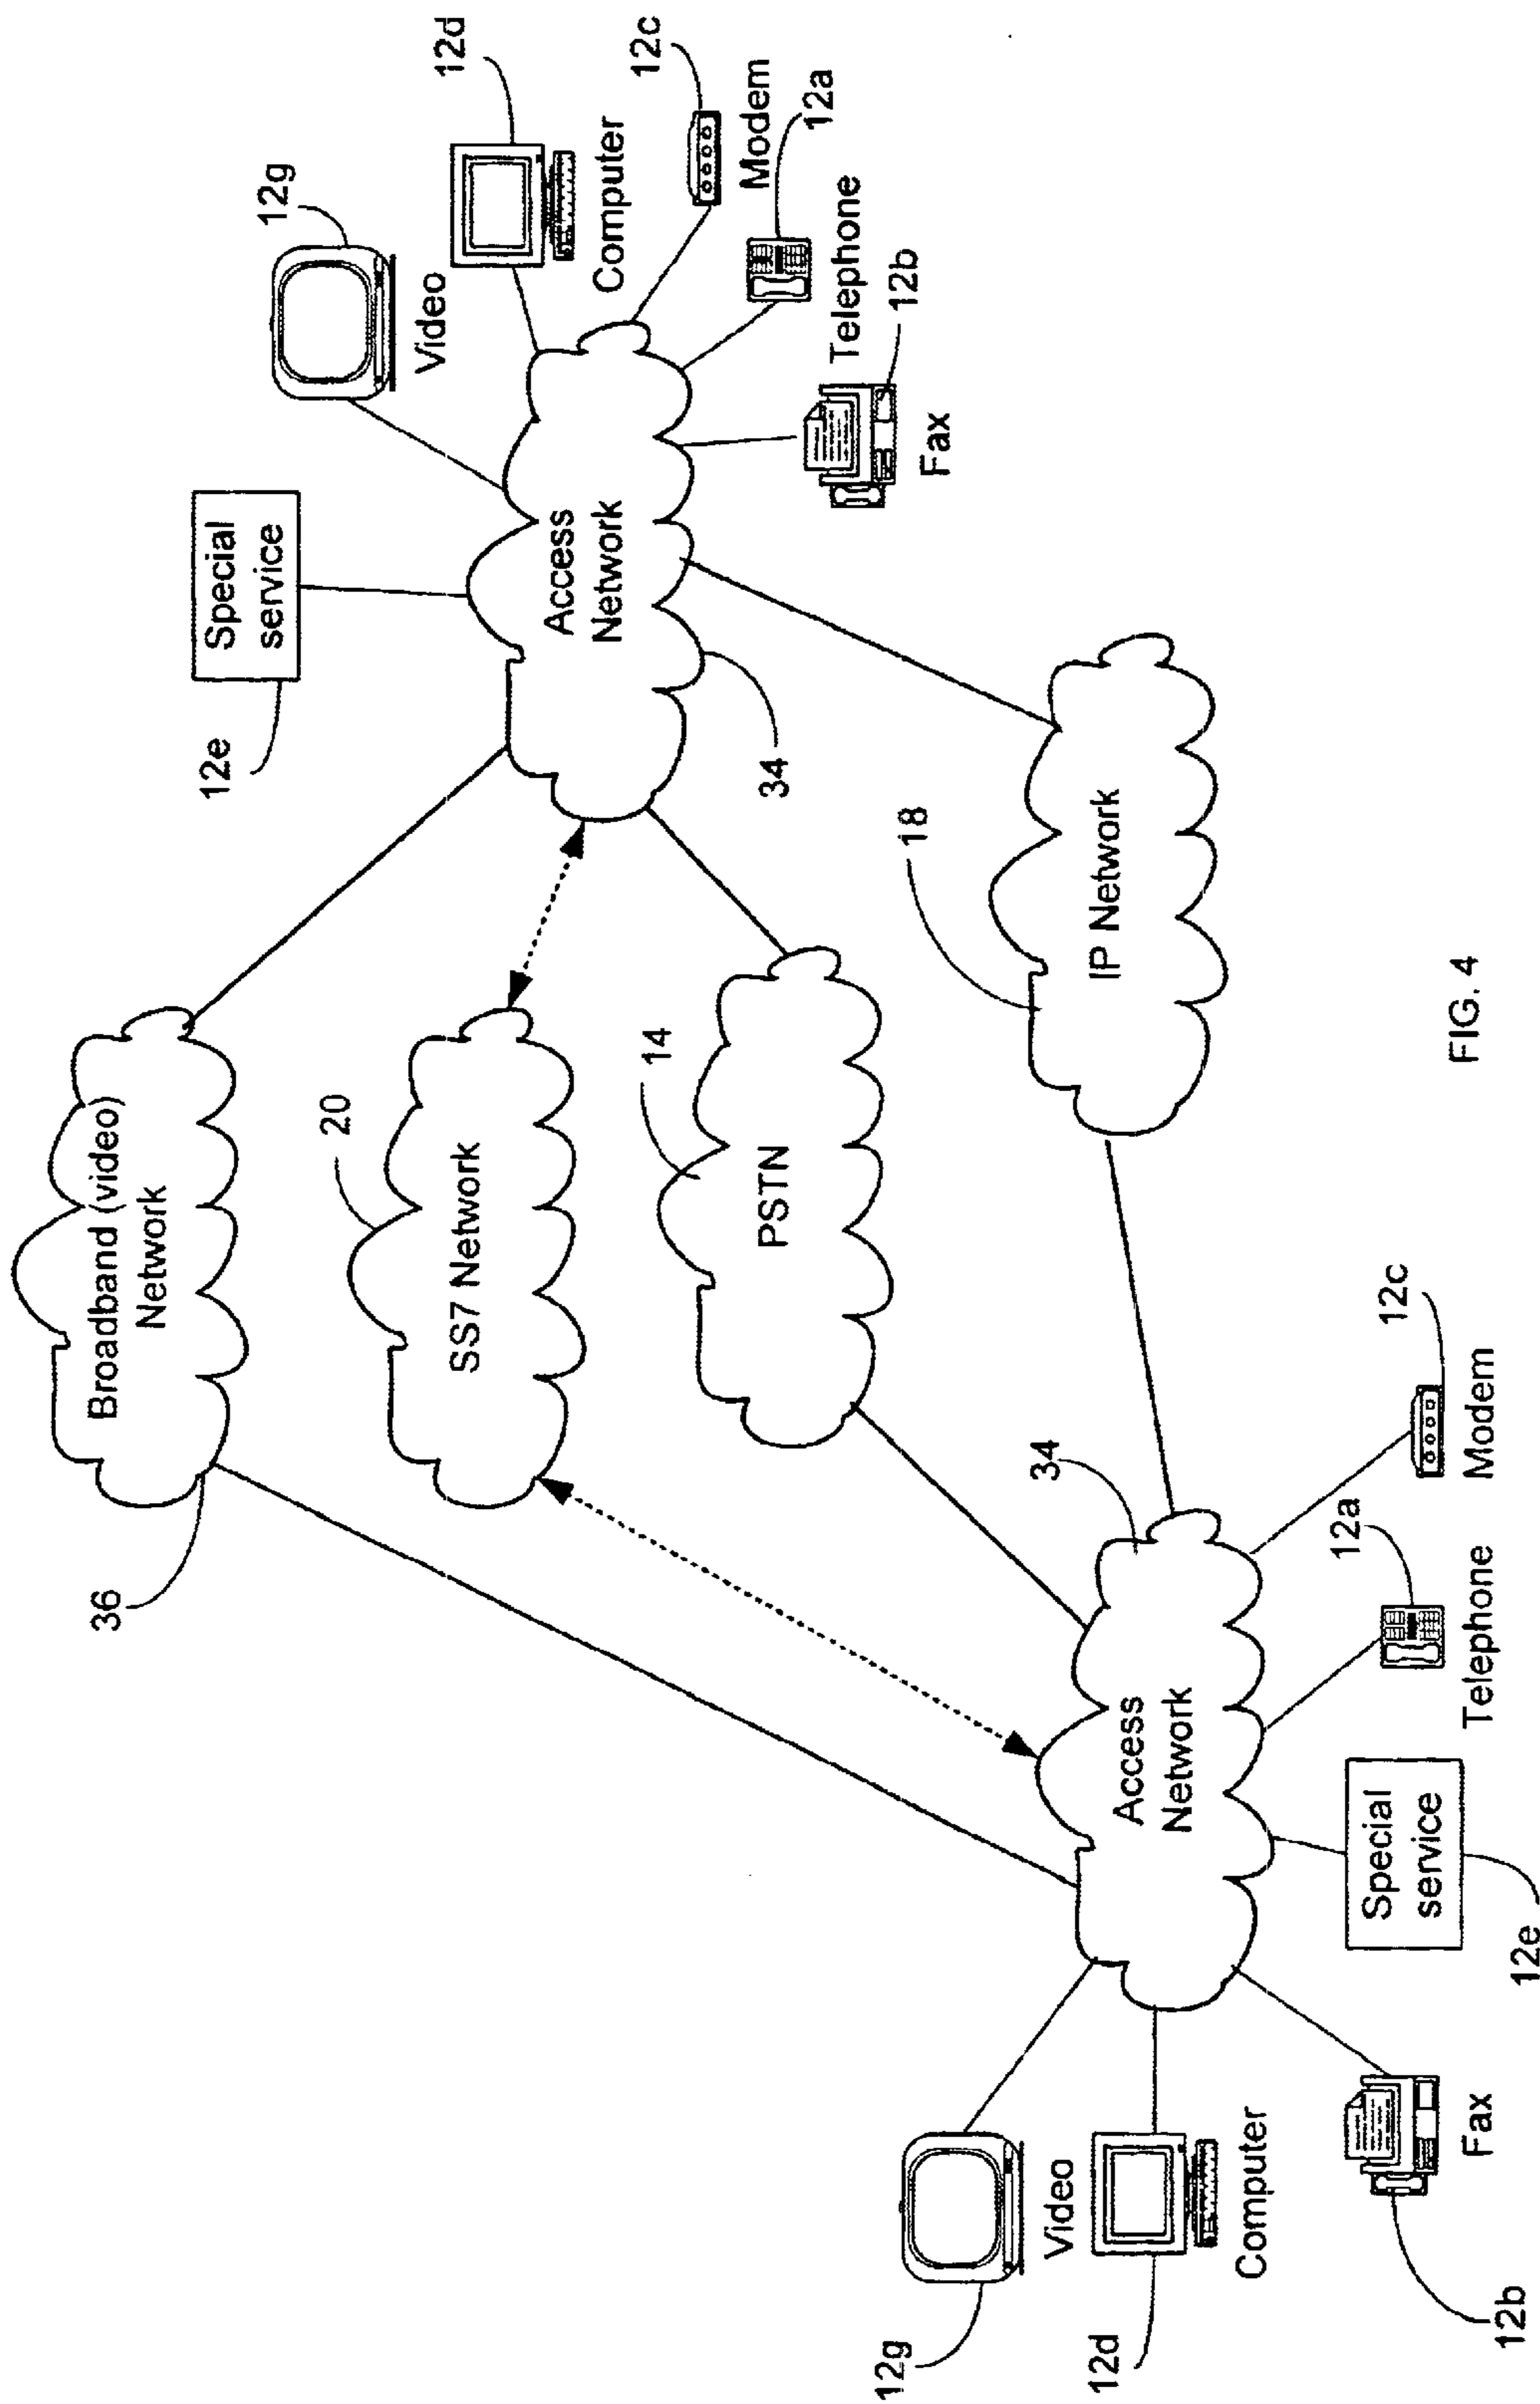 Broadband (video)
Network
36
SS7 Network
20
PSTN
14
IP Network
18
Special
service
12e
Video
12g
Computer
12d
Modem
12c
Telephone
12a
Fax
12b
Access
Network
34
Access
Network
34
Video
12g
Computer
12d
Fax
12b
Special
service
12e
Telephone
12a
Modem
12c
FIG. 4